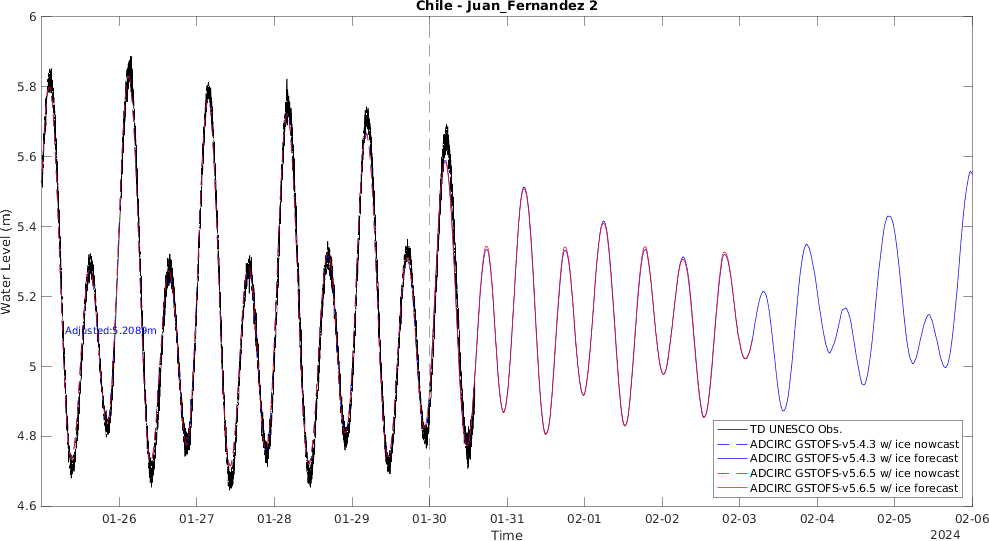 Chile - Juan_Fernandez 2
6
5.8
5.6
5.4
5.2
5
4.8
4.6
Water Level (m)
Adjusted:5.2089m
TD UNESCO Obs.
ADCIRC GSTOFS-v5.4.3 w/ ice nowcast
ADCIRC GSTOFS-v5.4.3 w/ ice forecast
ADCIRC GSTOFS-v5.6.5 w/ ice nowcast
ADCIRC GSTOFS-v5.6.5 w/ ice forecast
01-26 01-27 01-28 01-29 01-30 01-31 02-01 02-02 02-03 02-04 02-05 02-06
Time
2024